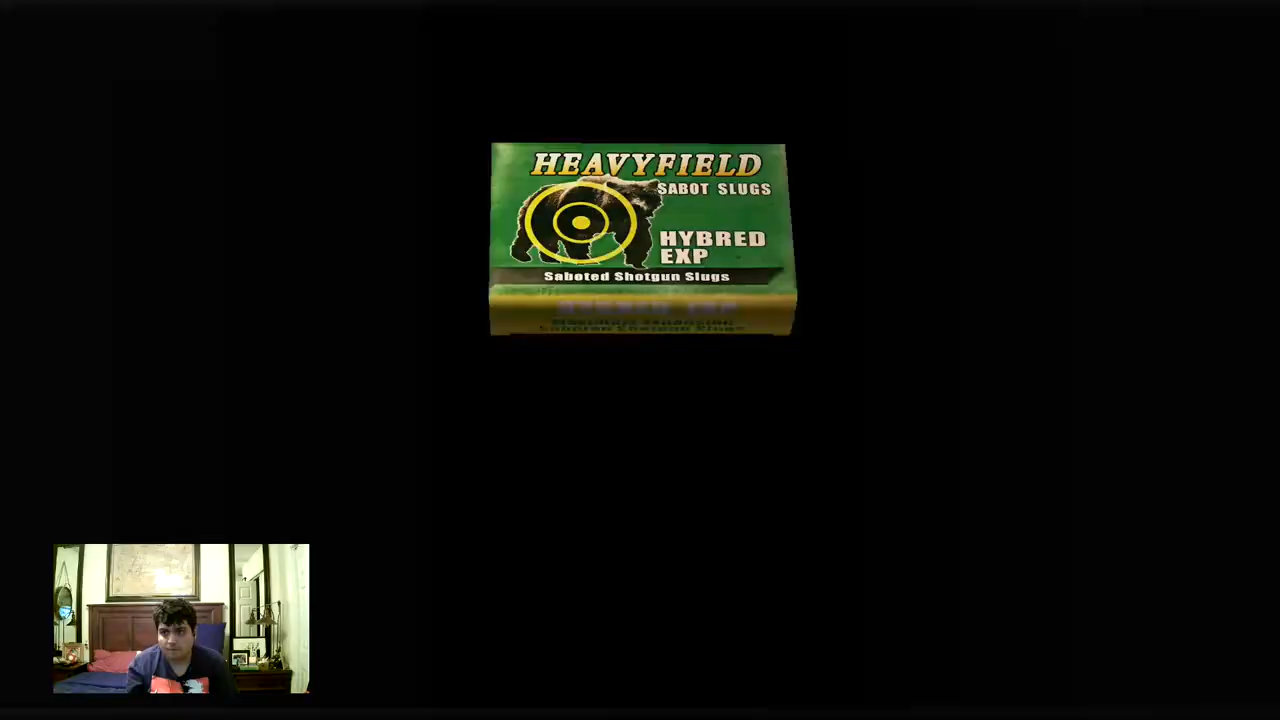 HEAVYFIELD
SABOT SLUGS
HYBRED
EXP
Saboted Shotgun Slugs